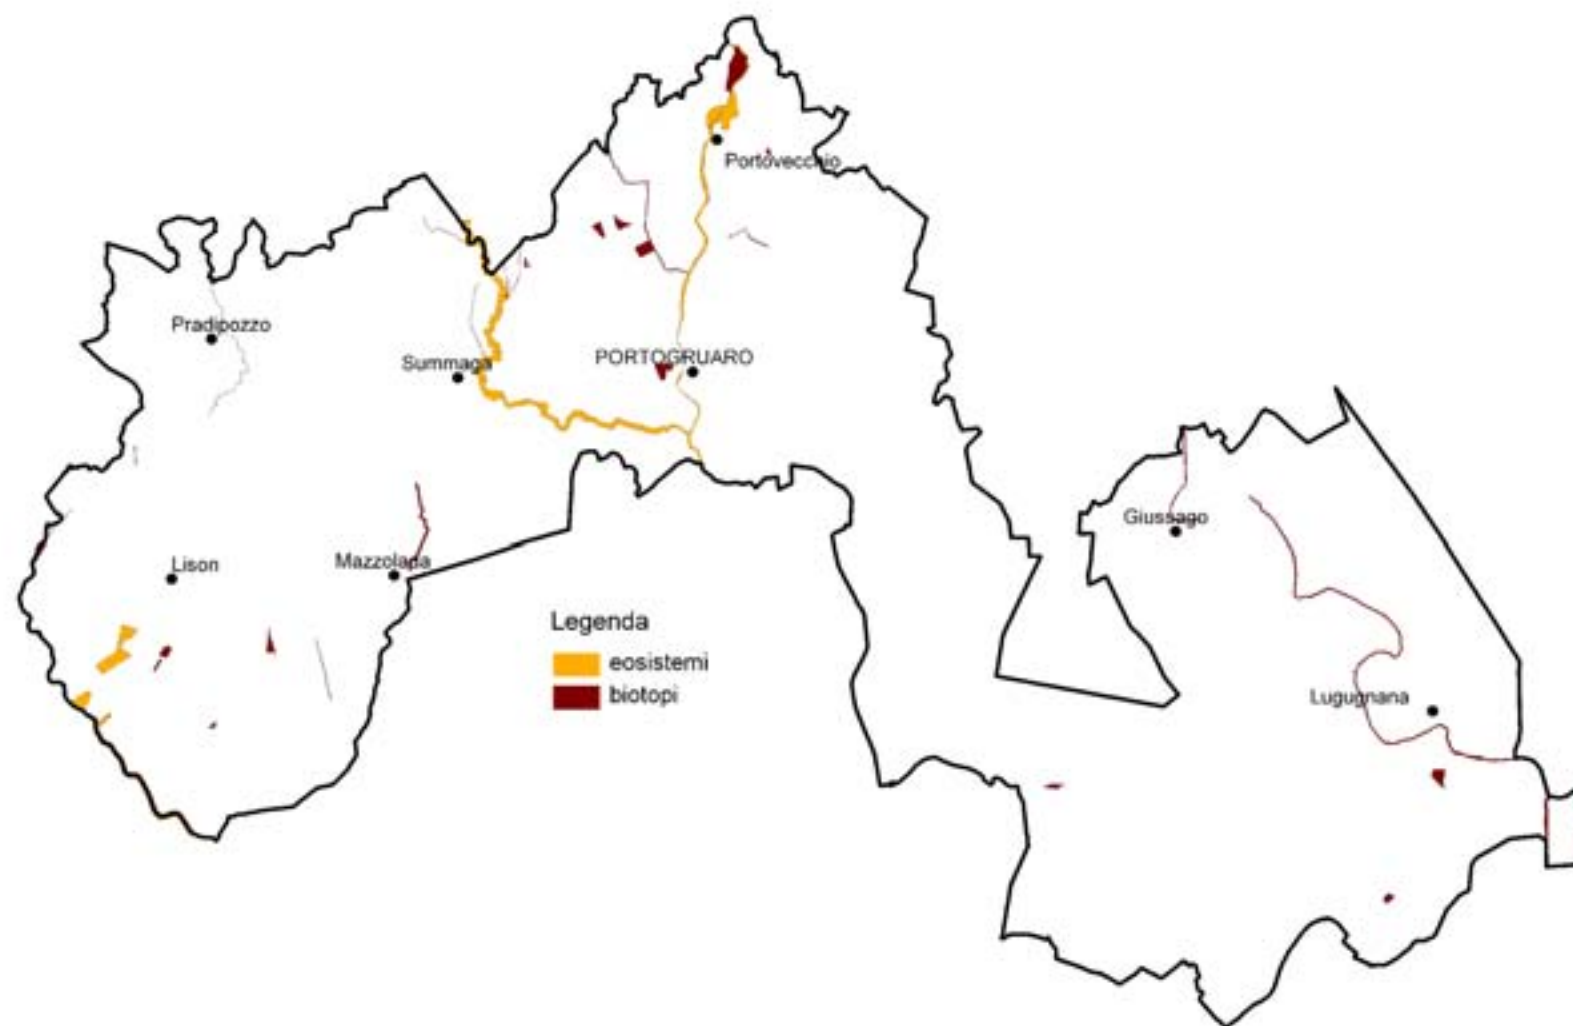 Portovecchio
Pradipozzo
Summaga
PORTOGRUARO
Giussago
Lison
Mazzolada
Legenda
eosistemi
biotopi
Lugugnana